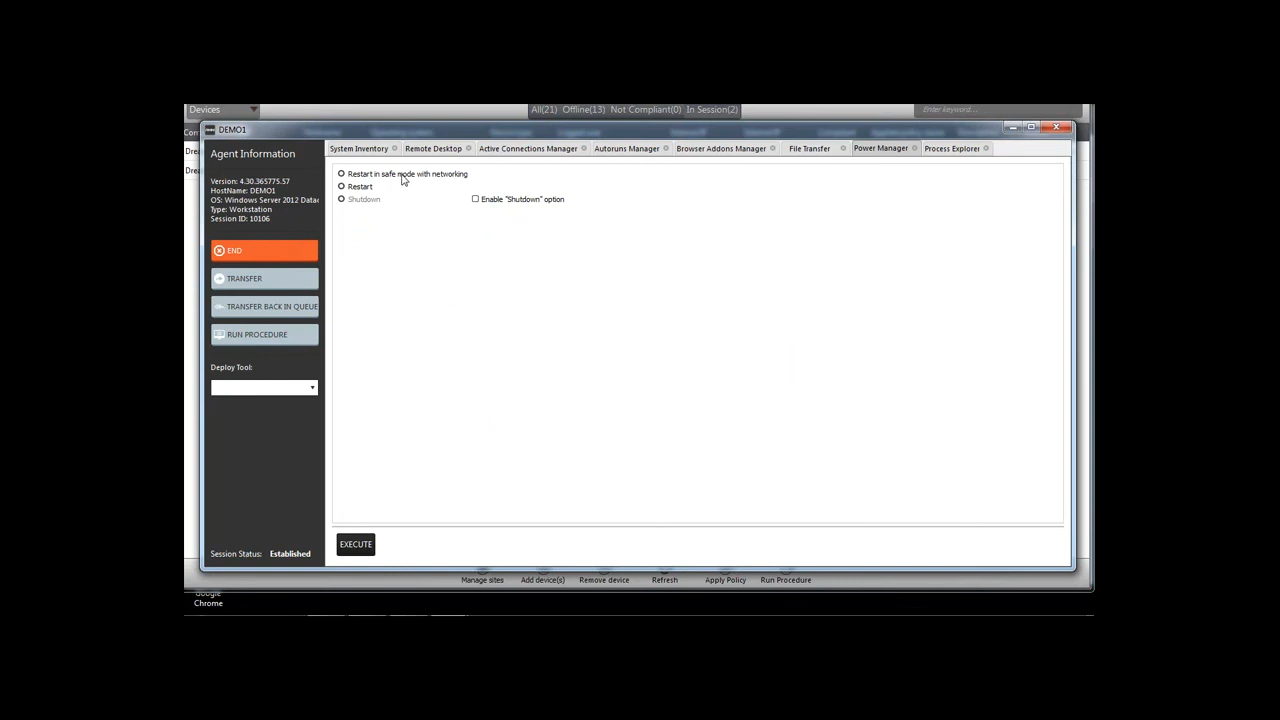 Devices
All(21) Offline(13) Not Compliant(0) In Session(2)
Enter keyword...
DEMO1
Agent Information
System Inventory
Remote Desktop
Active Connections Manager
Autoruns Manager
Browser Addons Manager
File Transfer
Power Manager
Process Explorer
Restart in safe mode with networking
Restart
Shutdown
Enable "Shutdown" option
Version: 4.30.365775.57
HostName: DEMO1
OS: Windows Server 2012 Datac
Type: Workstation
Session ID: 10106
END
TRANSFER
TRANSFER BACK IN QUEUE
RUN PROCEDURE
Deploy Tool:
Session Status: Established
EXECUTE
Manage sites
Add device(s)
Remove device
Refresh
Apply Policy
Run Procedure
Google
Chrome